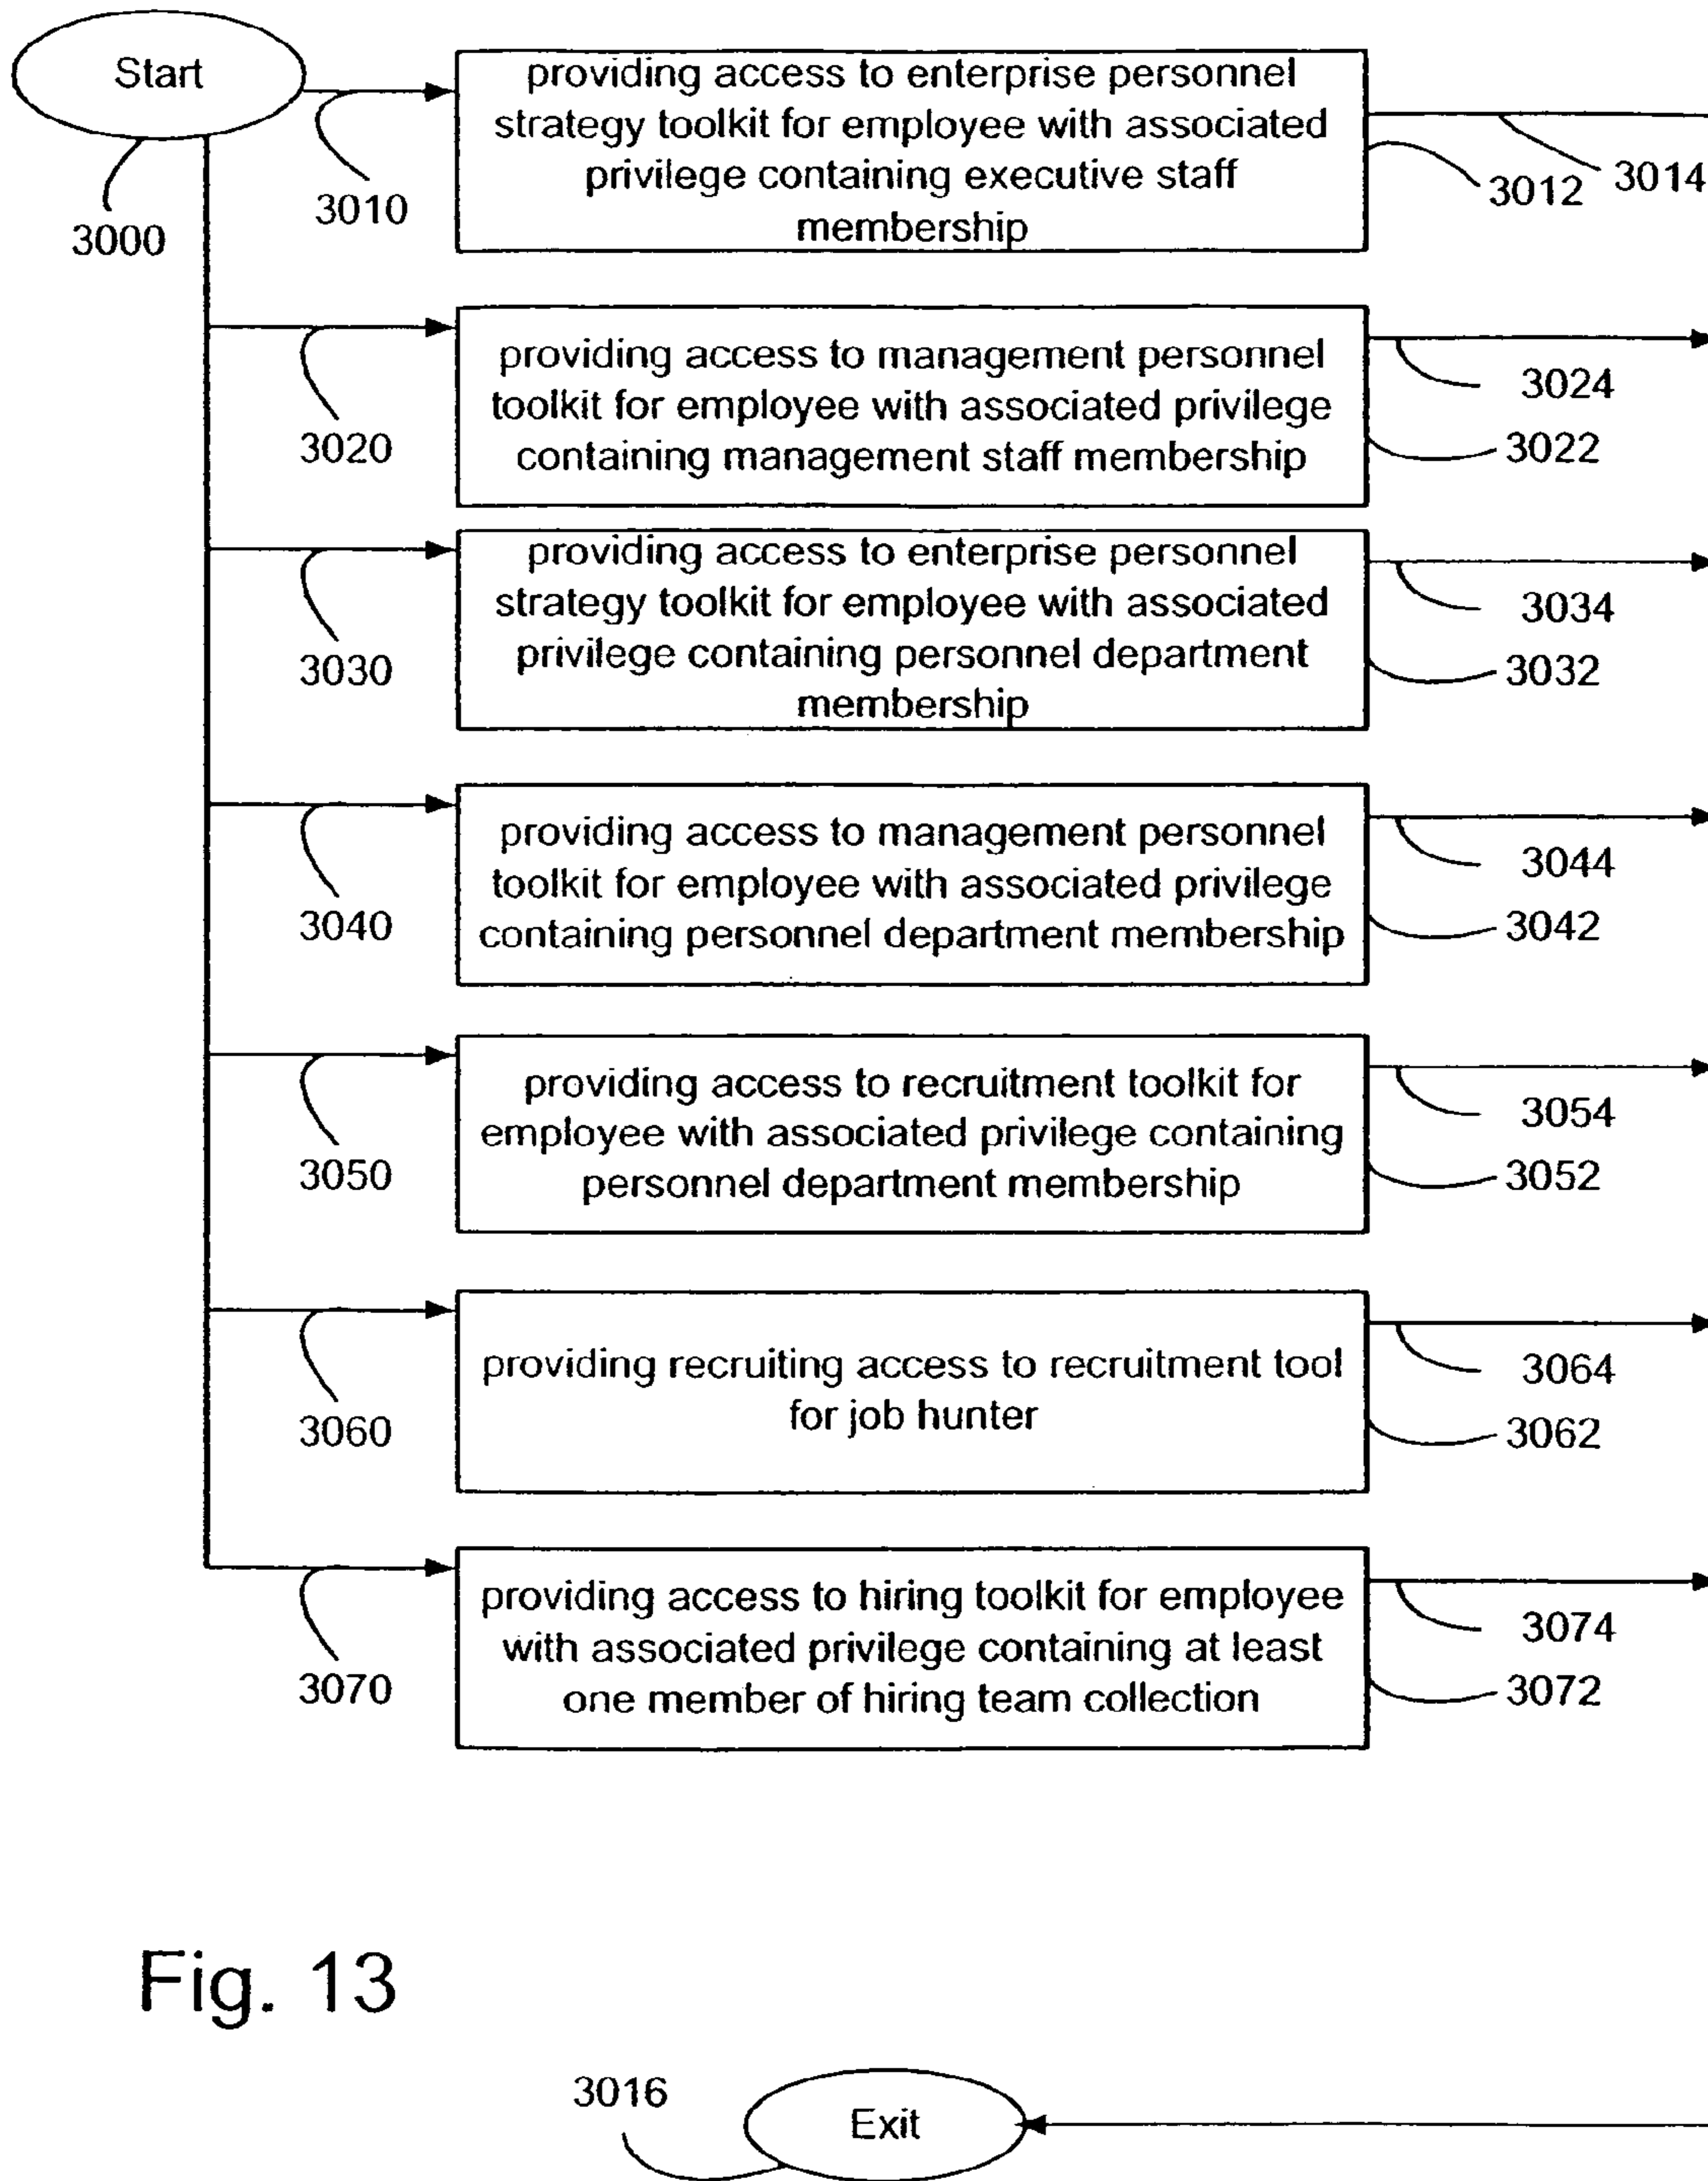 Start
3000
3010
providing access to enterprise personnel
strategy toolkit for employee with associated
privilege containing executive staff
membership
3012
3014
3020
providing access to management personnel
toolkit for employee with associated privilege
containing management staff membership
3024
3022
3030
providing access to enterprise personnel
strategy toolkit for employee with associated
privilege containing personnel department
membership
3034
3032
3040
providing access to management personnel
toolkit for employee with associated privilege
containing personnel department membership
3044
3042
3050
providing access to recruitment toolkit for
employee with associated privilege containing
personnel department membership
3054
3052
3060
providing recruiting access to recruitment tool
for job hunter
3064
3062
3070
providing access to hiring toolkit for employee
with associated privilege containing at least
one member of hiring team collection
3074
3072
Fig. 13
3016
Exit